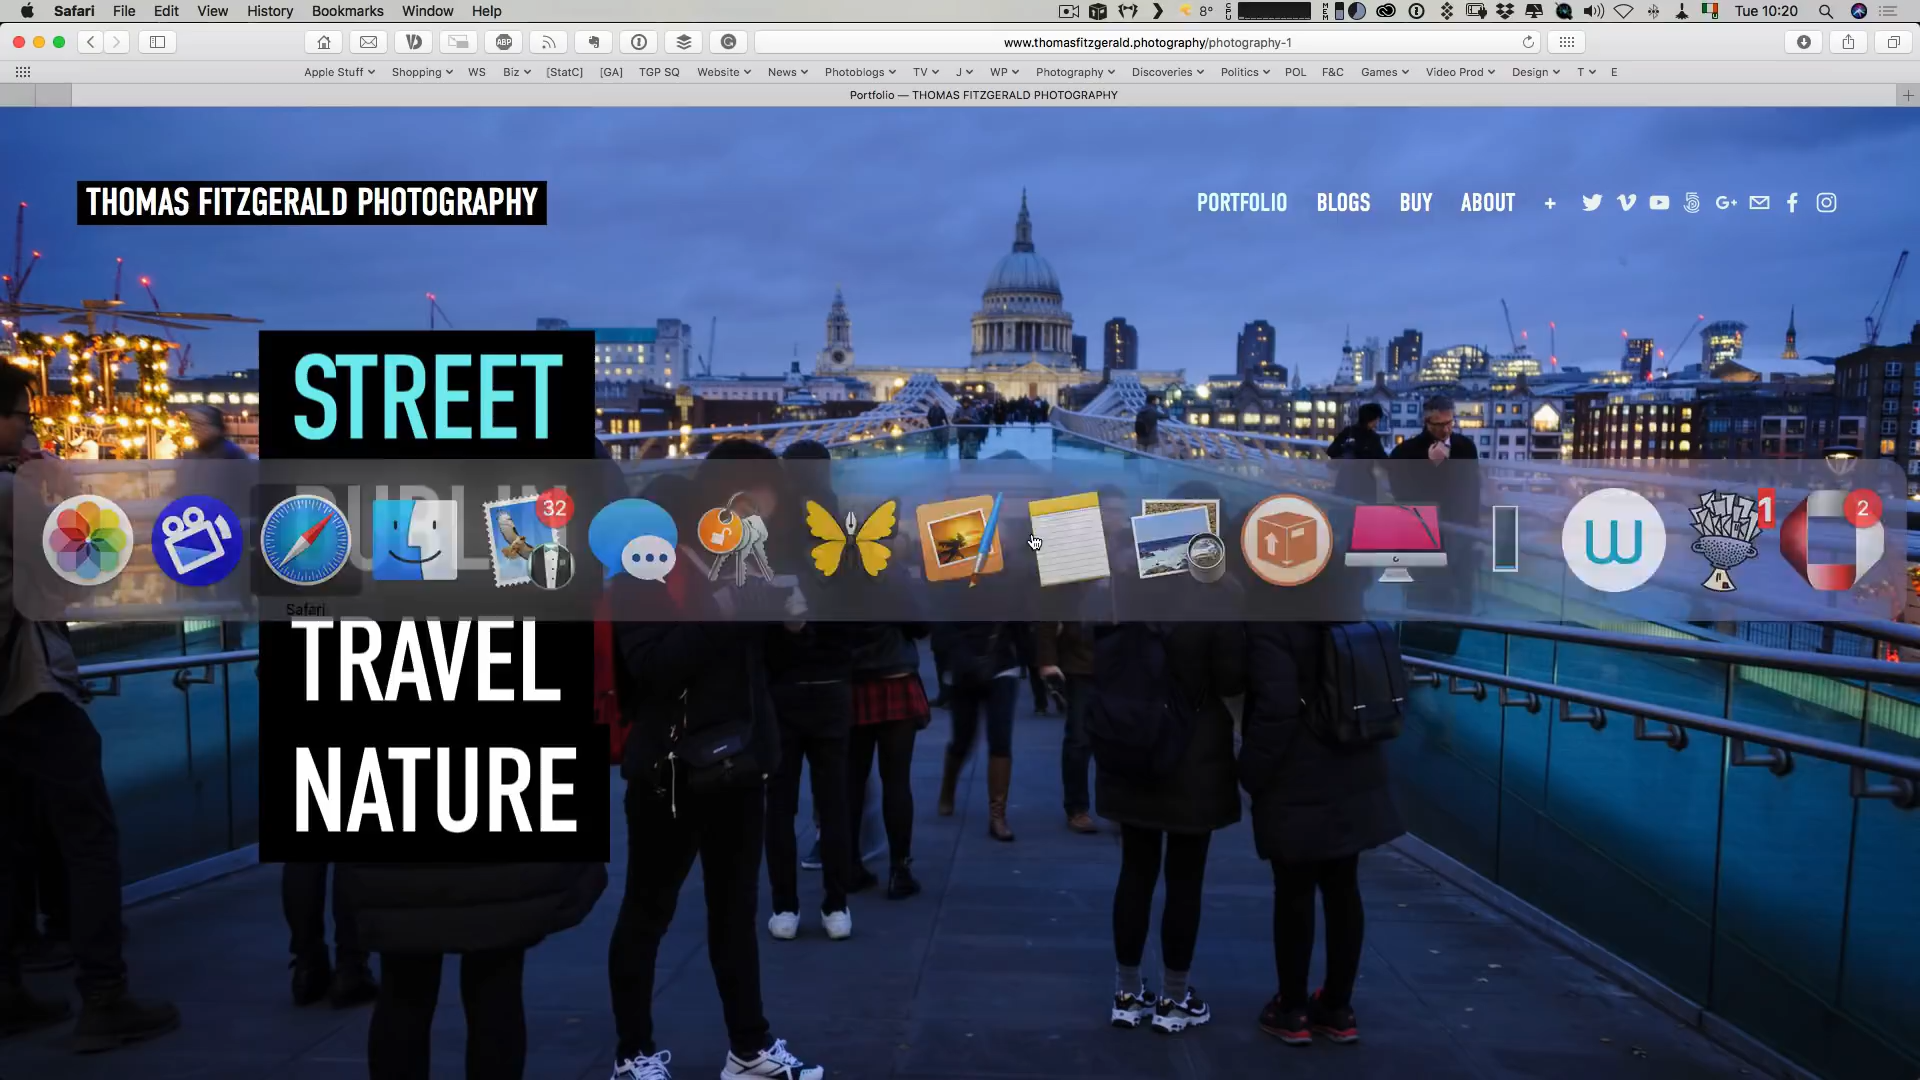 Safari File Edit View History Bookmarks Window Help 8° Tue 10:20
www.thomasfitzgerald.photography/photography-1
Apple Stuff Shopping WS Biz [StatC] [GA] TGP SQ Website News Photoblogs TV J WP Photography Discoveries Politics POL F&C Games Video Prod Design T E
Portfolio — THOMAS FITZGERALD PHOTOGRAPHY
THOMAS FITZGERALD PHOTOGRAPHY
PORTFOLIO BLOGS BUY ABOUT +
STREET
DUBLIN
32
1
2
Safari
TRAVEL
NATURE